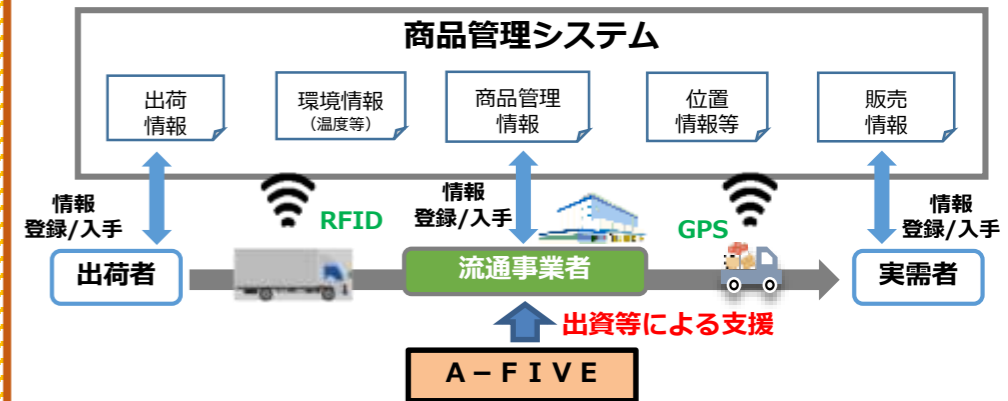 商品管理システム
出荷
情報
環境情報
（温度等）
商品管理
情報
位置
情報等
販売
情報
情報
登録/入手
RFID
情報
登録/入手
GPS
情報
登録/入手
出荷者
流通事業者
実需者
出資等による支援
Ａ－ＦＩＶＥ